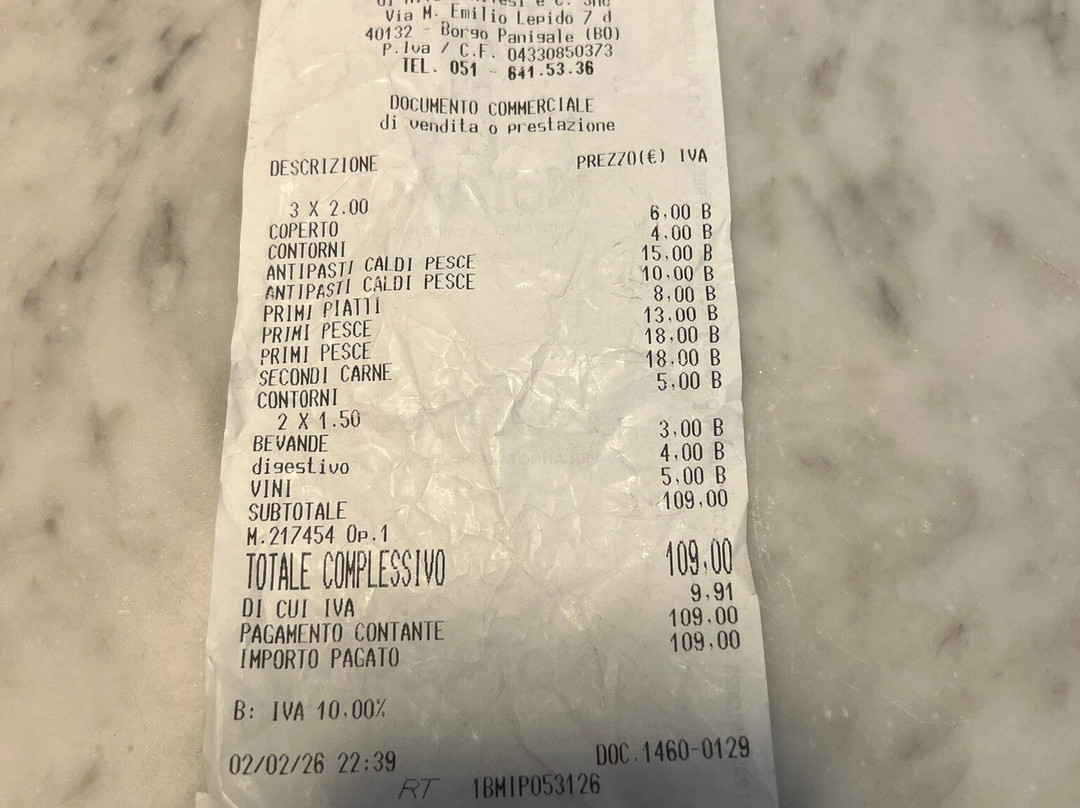 Via M. Emilio Lepido 7 d
40132 - Borgo Panigale (BO)
P.Iva / C.F. 04330850373
TEL. 051 - 641.53.36
DOCUMENTO COMMERCIALE
di vendita o prestazione
DESCRIZIONE PREZZO(€) IVA
3 X 2.00
COPERTO 6,00 B
CONTORNI 4,00 B
ANTIPASTI CALDI PESCE 15,00 B
ANTIPASTI CALDI PESCE 10,00 B
PRIMI PIATTI 8,00 B
PRIMI PESCE 13,00 B
PRIMI PESCE 18,00 B
SECONDI CARNE 18,00 B
CONTORNI 5,00 B
2 X 1.50
BEVANDE 3,00 B
digestivo 4,00 B
VINI 5,00 B
SUBTOTALE 109,00
M.217454 Op.1
TOTALE COMPLESSIVO 109,00
DI CUI IVA 9,91
PAGAMENTO CONTANTE 109,00
IMPORTO PAGATO 109,00
B: IVA 10,00%
02/02/26 22:39 DOC.1460-0129
RT 1BMIP053126